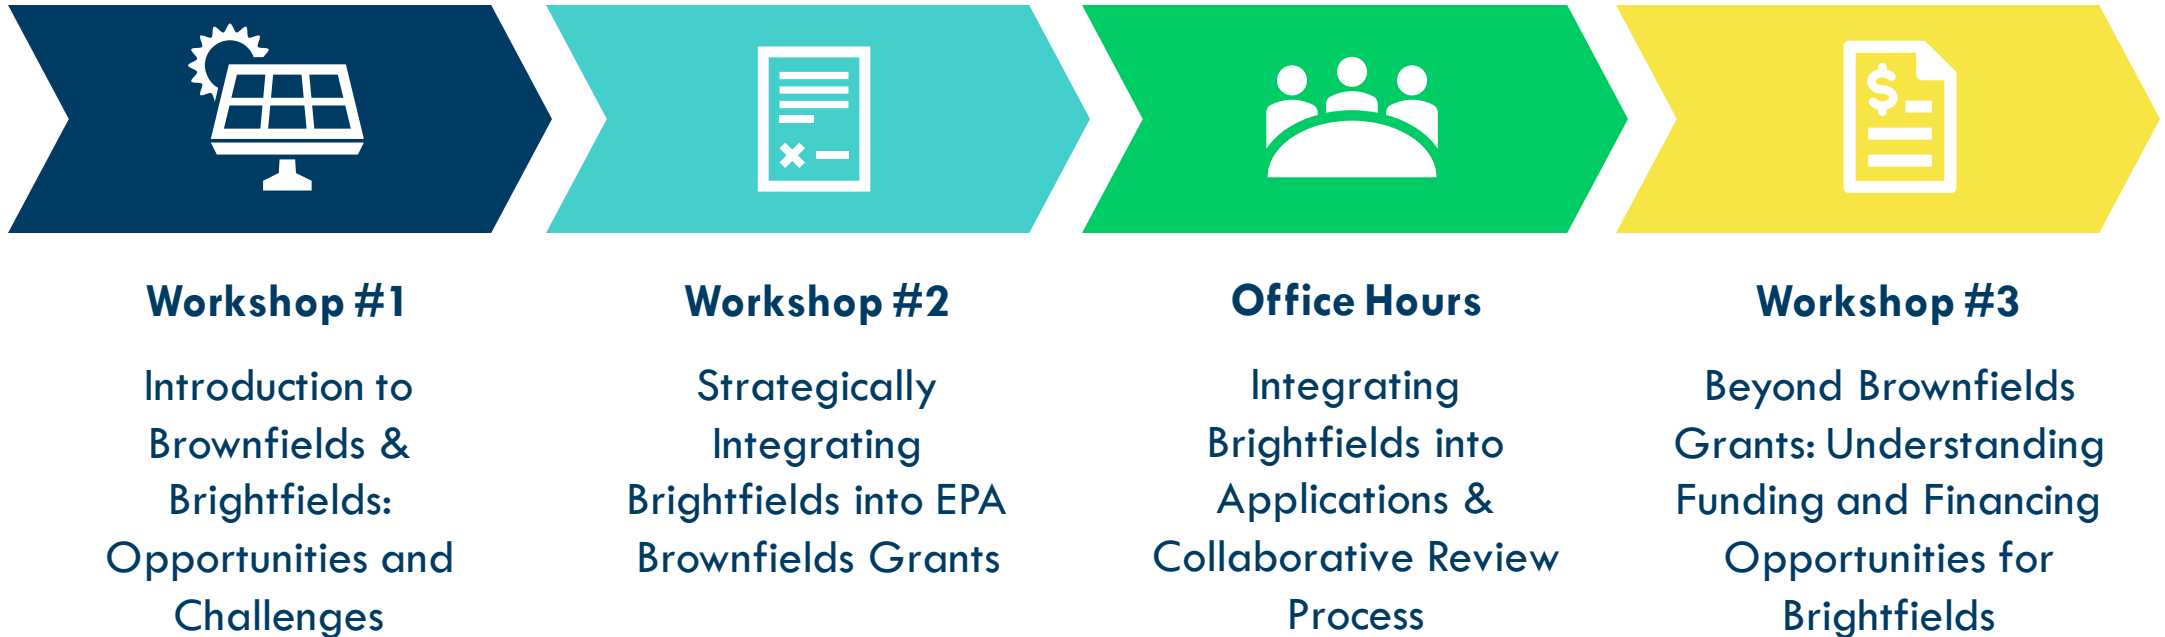 Workshop #1
Introduction to
Brownfields &
Brightfields:
Opportunities and
Challenges
Workshop #2
Strategically
Integrating
Brightfields into EPA
Brownfields Grants
Office Hours
Integrating
Brightfields into
Applications &
Collaborative Review
Process
Workshop #3
Beyond Brownfields
Grants: Understanding
Funding and Financing
Opportunities for
Brightfields